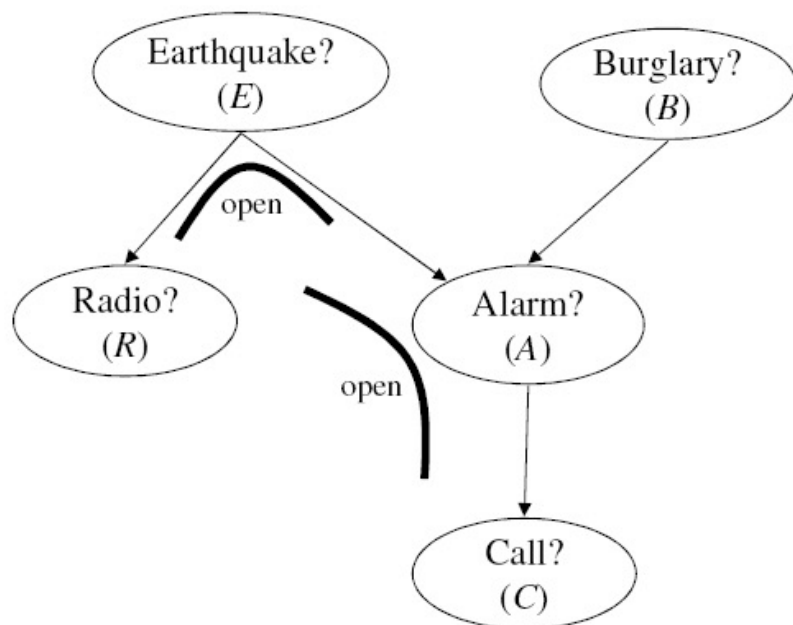 Earthquake?
(E)
Burglary?
(B)
open
Radio?
(R)
Alarm?
(A)
open
Call?
(C)